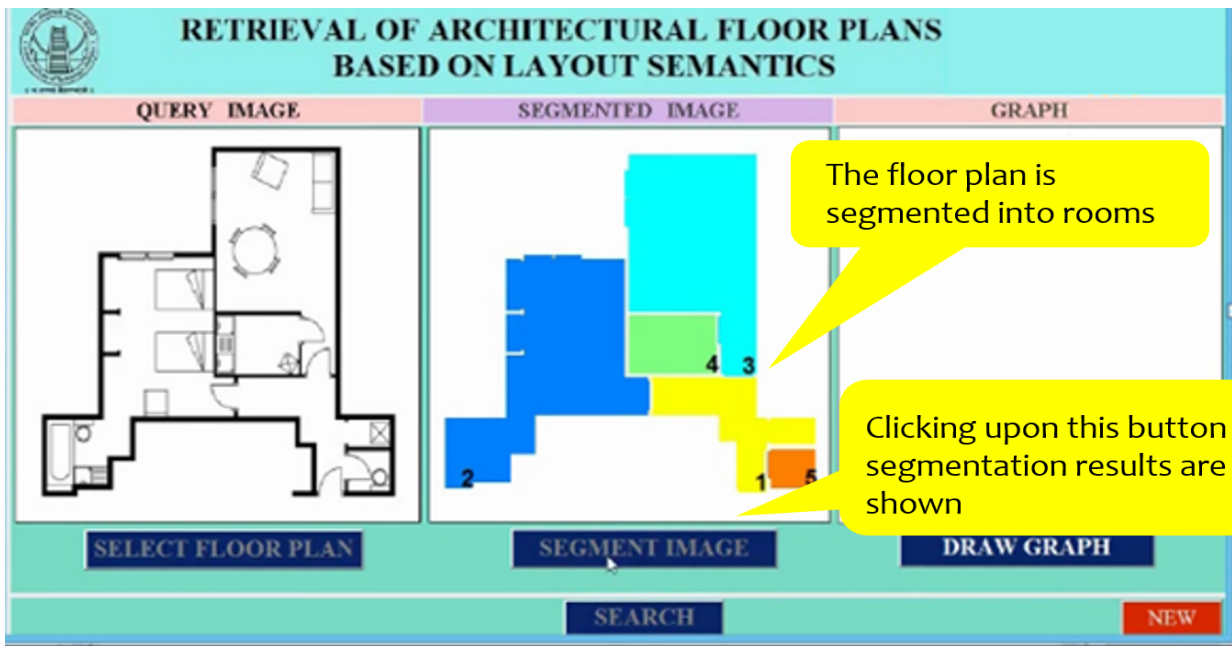 RETRIEVAL OF ARCHITECTURAL FLOOR PLANS
BASED ON LAYOUT SEMANTICS
QUERY IMAGE
SEGMENTED IMAGE
GRAPH
The floor plan is
segmented into rooms
4
3
Clicking upon this button
segmentation results are
shown
2
1
5
SELECT FLOOR PLAN
SEGMENT IMAGE
DRAW GRAPH
SEARCH
NEW